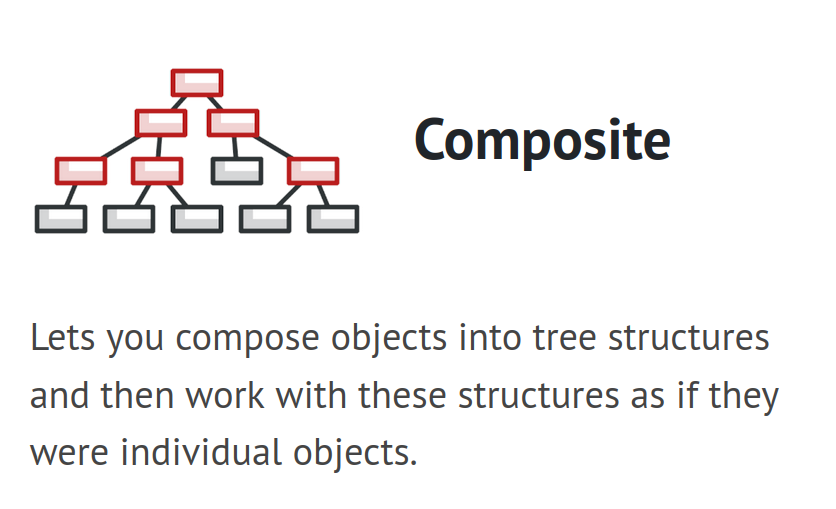 Composite
Lets you compose objects into tree structures
and then work with these structures as if they
were individual objects.